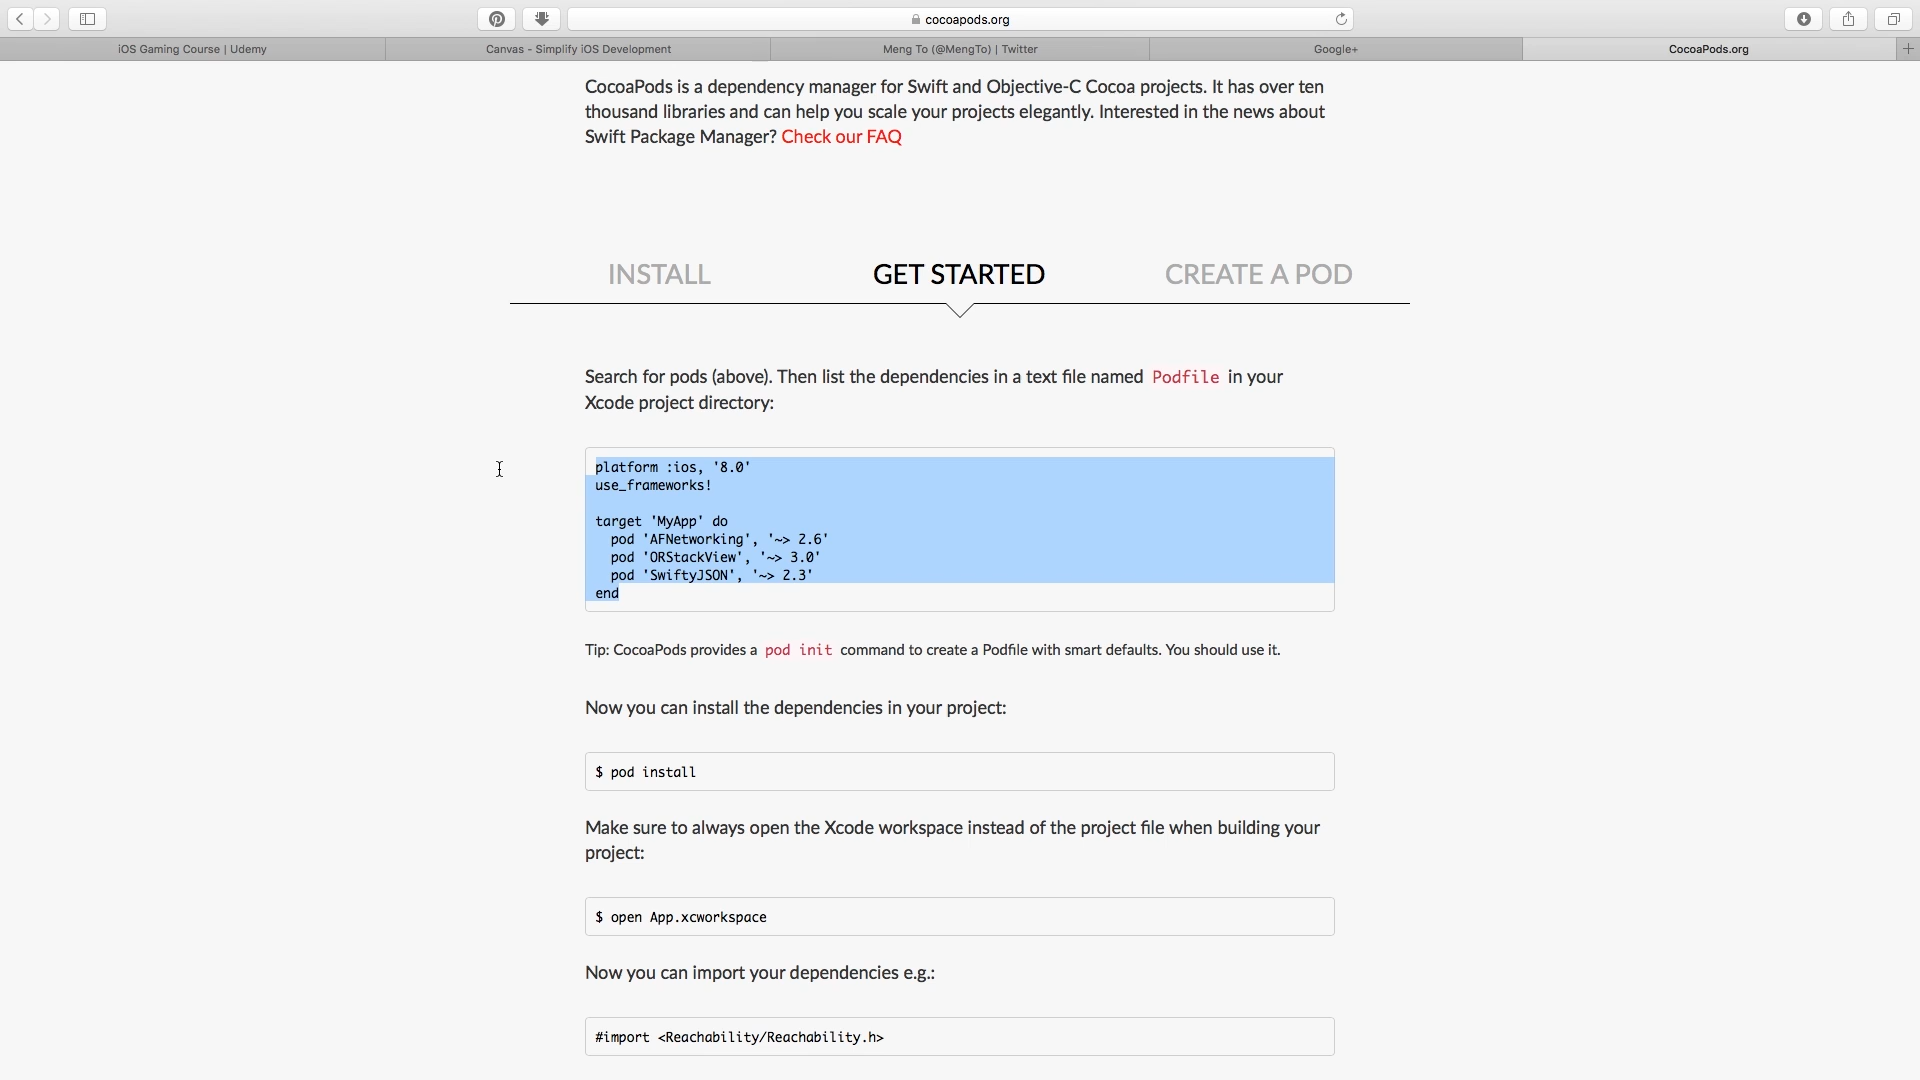 cocoapods.org
iOS Gaming Course | Udemy
Canvas - Simplify iOS Development
Meng To (@MengTo) | Twitter
Google+
CocoaPods.org
CocoaPods is a dependency manager for Swift and Objective-C Cocoa projects. It has over ten
thousand libraries and can help you scale your projects elegantly. Interested in the news about
Swift Package Manager? Check our FAQ
INSTALL
GET STARTED
CREATE A POD
Search for pods (above). Then list the dependencies in a text file named Podfile in your
Xcode project directory:
platform :ios, '8.0'
use_frameworks!
target 'MyApp' do
  pod 'AFNetworking', '~> 2.6'
  pod 'ORStackView', '~> 3.0'
  pod 'SwiftyJSON', '~> 2.3'
end
Tip: CocoaPods provides a pod init command to create a Podfile with smart defaults. You should use it.
Now you can install the dependencies in your project:
$ pod install
Make sure to always open the Xcode workspace instead of the project file when building your
project:
$ open App.xcworkspace
Now you can import your dependencies e.g.:
#import <Reachability/Reachability.h>